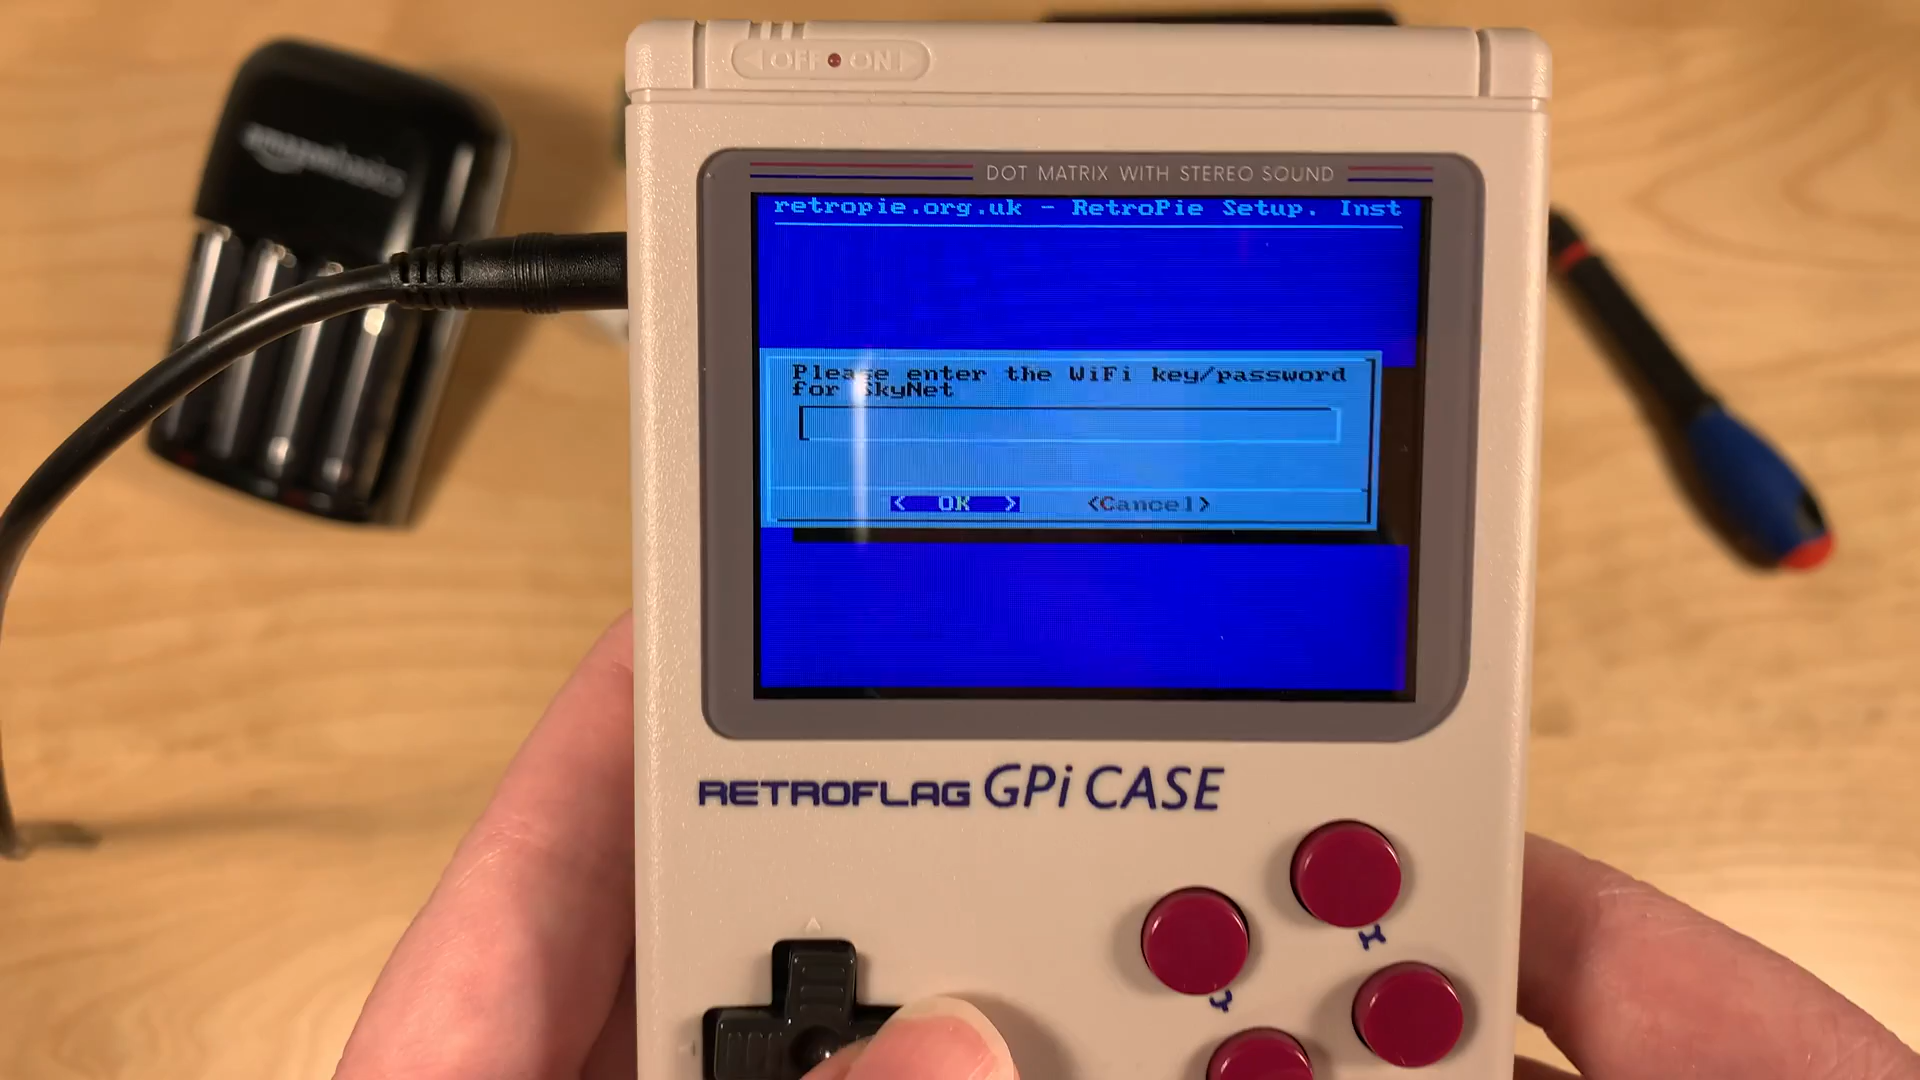 amazonbasics
OFF ON
DOT MATRIX WITH STEREO SOUND
retropie.org.uk - RetroPie Setup. Inst
Please enter the WiFi key/password
for SkyNet
< OK >
<Cancel>
RETROFLAG GPi CASE
X
Y